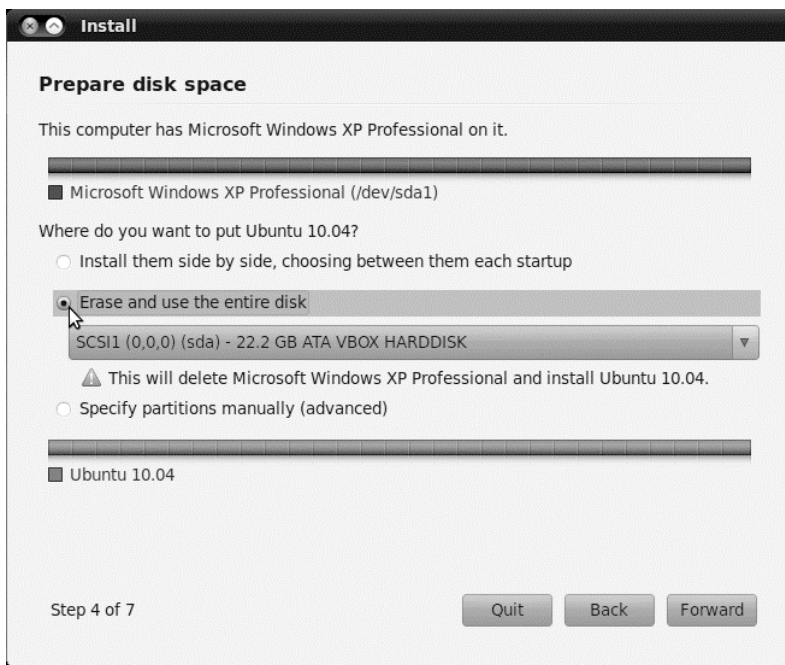 Install
Prepare disk space
This computer has Microsoft Windows XP Professional on it.
Microsoft Windows XP Professional (/dev/sda1)
Where do you want to put Ubuntu 10.04?
Install them side by side, choosing between them each startup
Erase and use the entire disk
SCSI1 (0,0,0) (sda) - 22.2 GB ATA VBOX HARDDISK
This will delete Microsoft Windows XP Professional and install Ubuntu 10.04.
Specify partitions manually (advanced)
Ubuntu 10.04
Step 4 of 7 Quit Back Forward